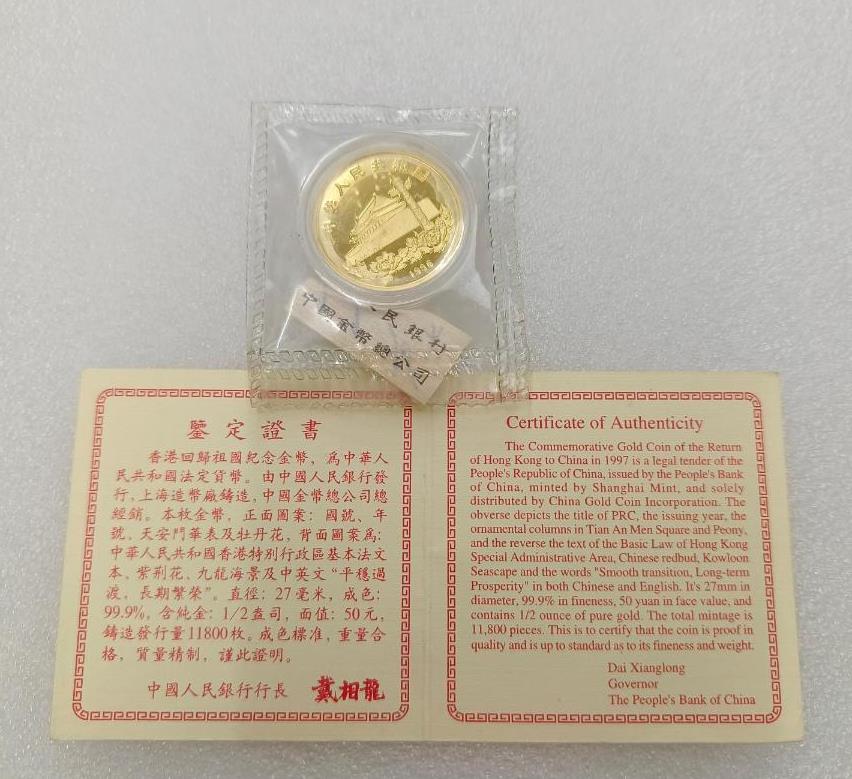 中华人民共和国
1996
人民銀行
中國金幣總公司
鑒定證書
香港回歸祖國紀念金幣，爲中華人
民共和國法定貨幣。由中國人民銀行發
行，上海造幣廠鑄造，中國金幣總公司總
經銷。本枚金幣，正面圖案：國號、年
號、天安門華表及牡丹花，背面圖案爲：
中華人民共和國香港特別行政區基本法文
本、紫荊花、九龍海景及中英文“平穩過
渡，長期繁榮”。直徑：27毫米，成色：
99.9%，含純金：1/2盎司，面值：50元，
鑄造發行量11800枚。成色標准，重量合
格，質量精制，謹此證明。
中國人民銀行行長 戴相龍
Certificate of Authenticity
The Commemorative Gold Coin of the Return
of Hong Kong to China in 1997 is a legal tender of the
People's Republic of China, issued by the People's Bank
of China, minted by Shanghai Mint, and solely
distributed by China Gold Coin Incorporation. The
obverse depicts the title of PRC, the issuing year, the
ornamental columns in Tian An Men Square and Peony,
and the reverse the text of the Basic Law of Hong Kong
Special Administrative Area, Chinese redbud, Kowloon
Seascape and the words "Smooth transition, Long-term
Prosperity" in both Chinese and English. It's 27mm in
diameter, 99.9% in fineness, 50 yuan in face value, and
contains 1/2 ounce of pure gold. The total mintage is
11,800 pieces. This is to certify that the coin is proof in
quality and is up to standard as to its fineness and weight.
Dai Xianglong
Governor
The People's Bank of China